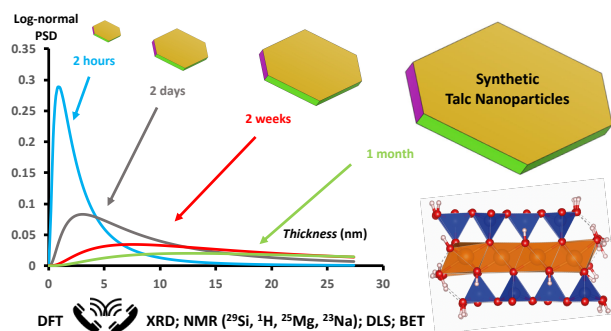 Log-normal
PSD
0.35
0.3
0.25
0.2
0.15
0.1
0.05
0
0 5 10 15 20 25 30
2 hours
2 days
2 weeks
1 month
Thickness (nm)
Synthetic
Talc Nanoparticles
DFT XRD; NMR (²⁹Si, ¹H, ²⁵Mg, ²³Na); DLS; BET